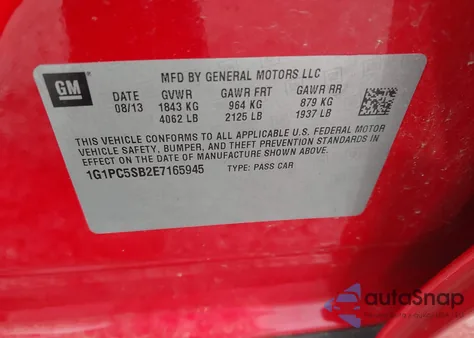 GM
MFD BY GENERAL MOTORS LLC
DATE GVWR GAWR FRT GAWR RR
08/13 1843 KG 964 KG 879 KG
4062 LB 2125 LB 1937 LB
THIS VEHICLE CONFORMS TO ALL APPLICABLE U.S. FEDERAL MOTOR
VEHICLE SAFETY, BUMPER, AND THEFT PREVENTION STANDARDS IN
EFFECT ON THE DATE OF MANUFACTURE SHOWN ABOVE.
1G1PC5SB2E7165945 TYPE: PASS CAR
autoSnap